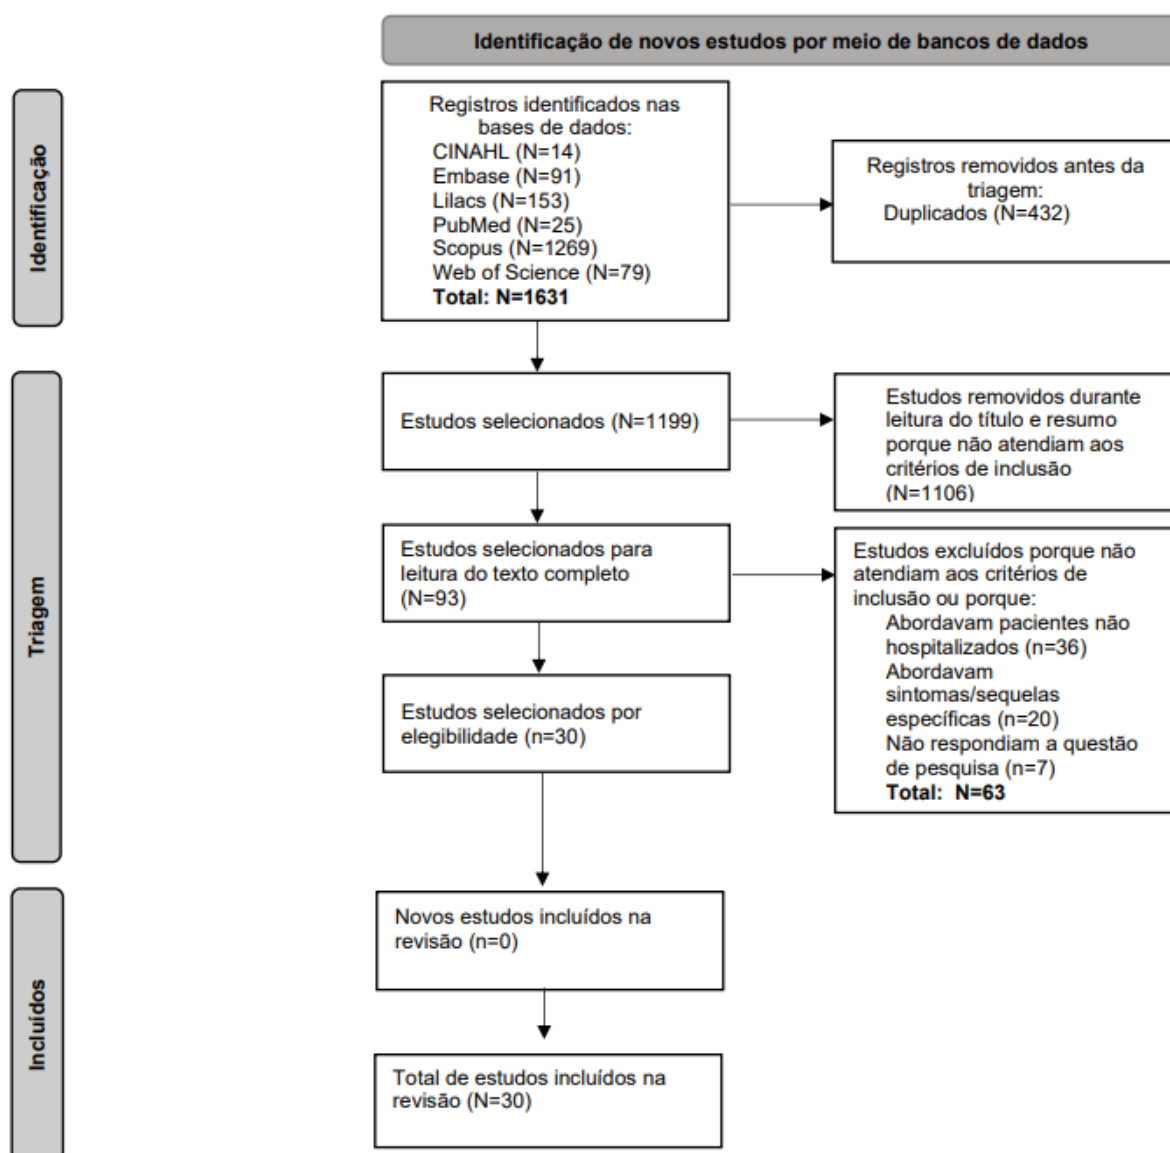 Identificação de novos estudos por meio de bancos de dados
Identificação
Registros identificados nas
bases de dados:
CINAHL (N=14)
Embase (N=91)
Lilacs (N=153)
PubMed (N=25)
Scopus (N=1269)
Web of Science (N=79)
Total: N=1631
Registros removidos antes da
triagem:
Duplicados (N=432)
Triagem
Estudos selecionados (N=1199)
Estudos removidos durante
leitura do título e resumo
porque não atendiam aos
critérios de inclusão
(N=1106)
Estudos selecionados para
leitura do texto completo
(N=93)
Estudos excluídos porque não
atendiam aos critérios de
inclusão ou porque:
Abordavam pacientes não
hospitalizados (n=36)
Abordavam
sintomas/sequelas
específicas (n=20)
Não respondiam a questão
de pesquisa (n=7)
Total: N=63
Estudos selecionados por
elegibilidade (n=30)
Incluídos
Novos estudos incluídos na
revisão (n=0)
Total de estudos incluídos na
revisão (N=30)